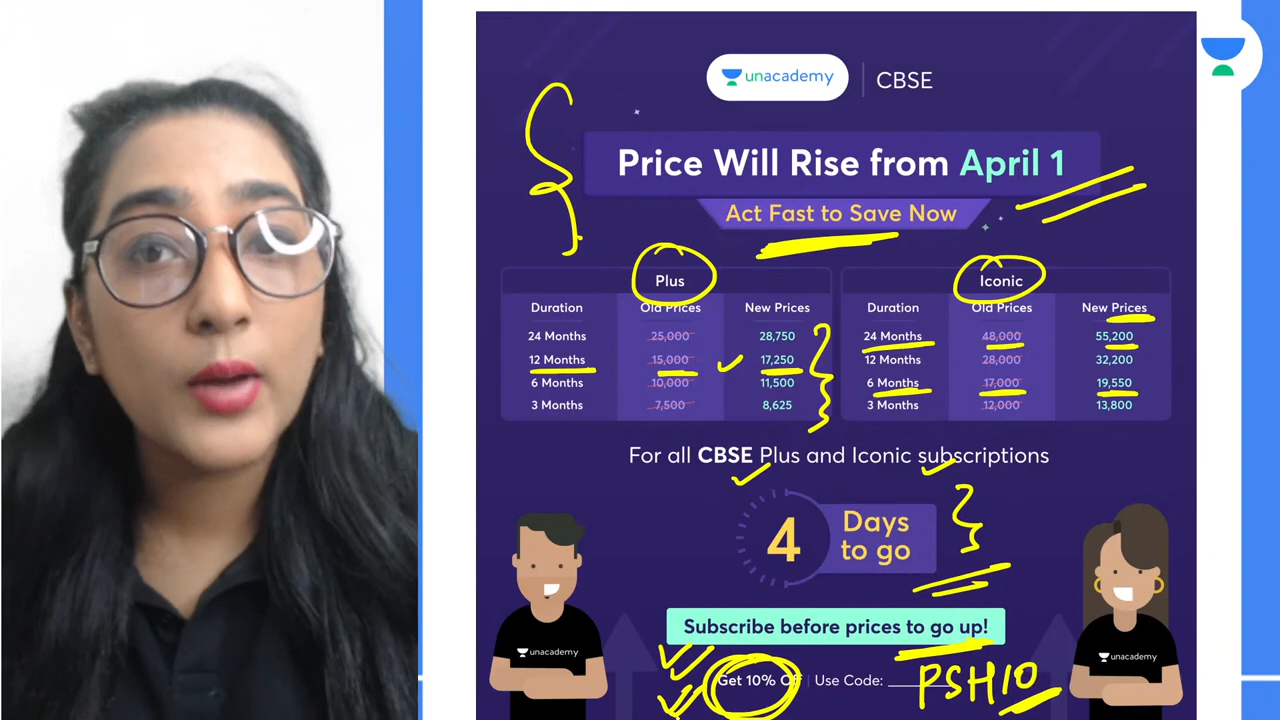 unacademy | CBSE
Price Will Rise from April 1
Act Fast to Save Now
Plus
Duration Old Prices New Prices
24 Months 25,000 28,750
12 Months 15,000 17,250
6 Months 10,000 11,500
3 Months 7,500 8,625
Iconic
Duration Old Prices New Prices
24 Months 48,000 55,200
12 Months 28,000 32,200
6 Months 17,000 19,550
3 Months 12,000 13,800
For all CBSE Plus and Iconic subscriptions
4 Days
to go
Subscribe before prices to go up!
Get 10% Off | Use Code: PSH10
unacademy
unacademy